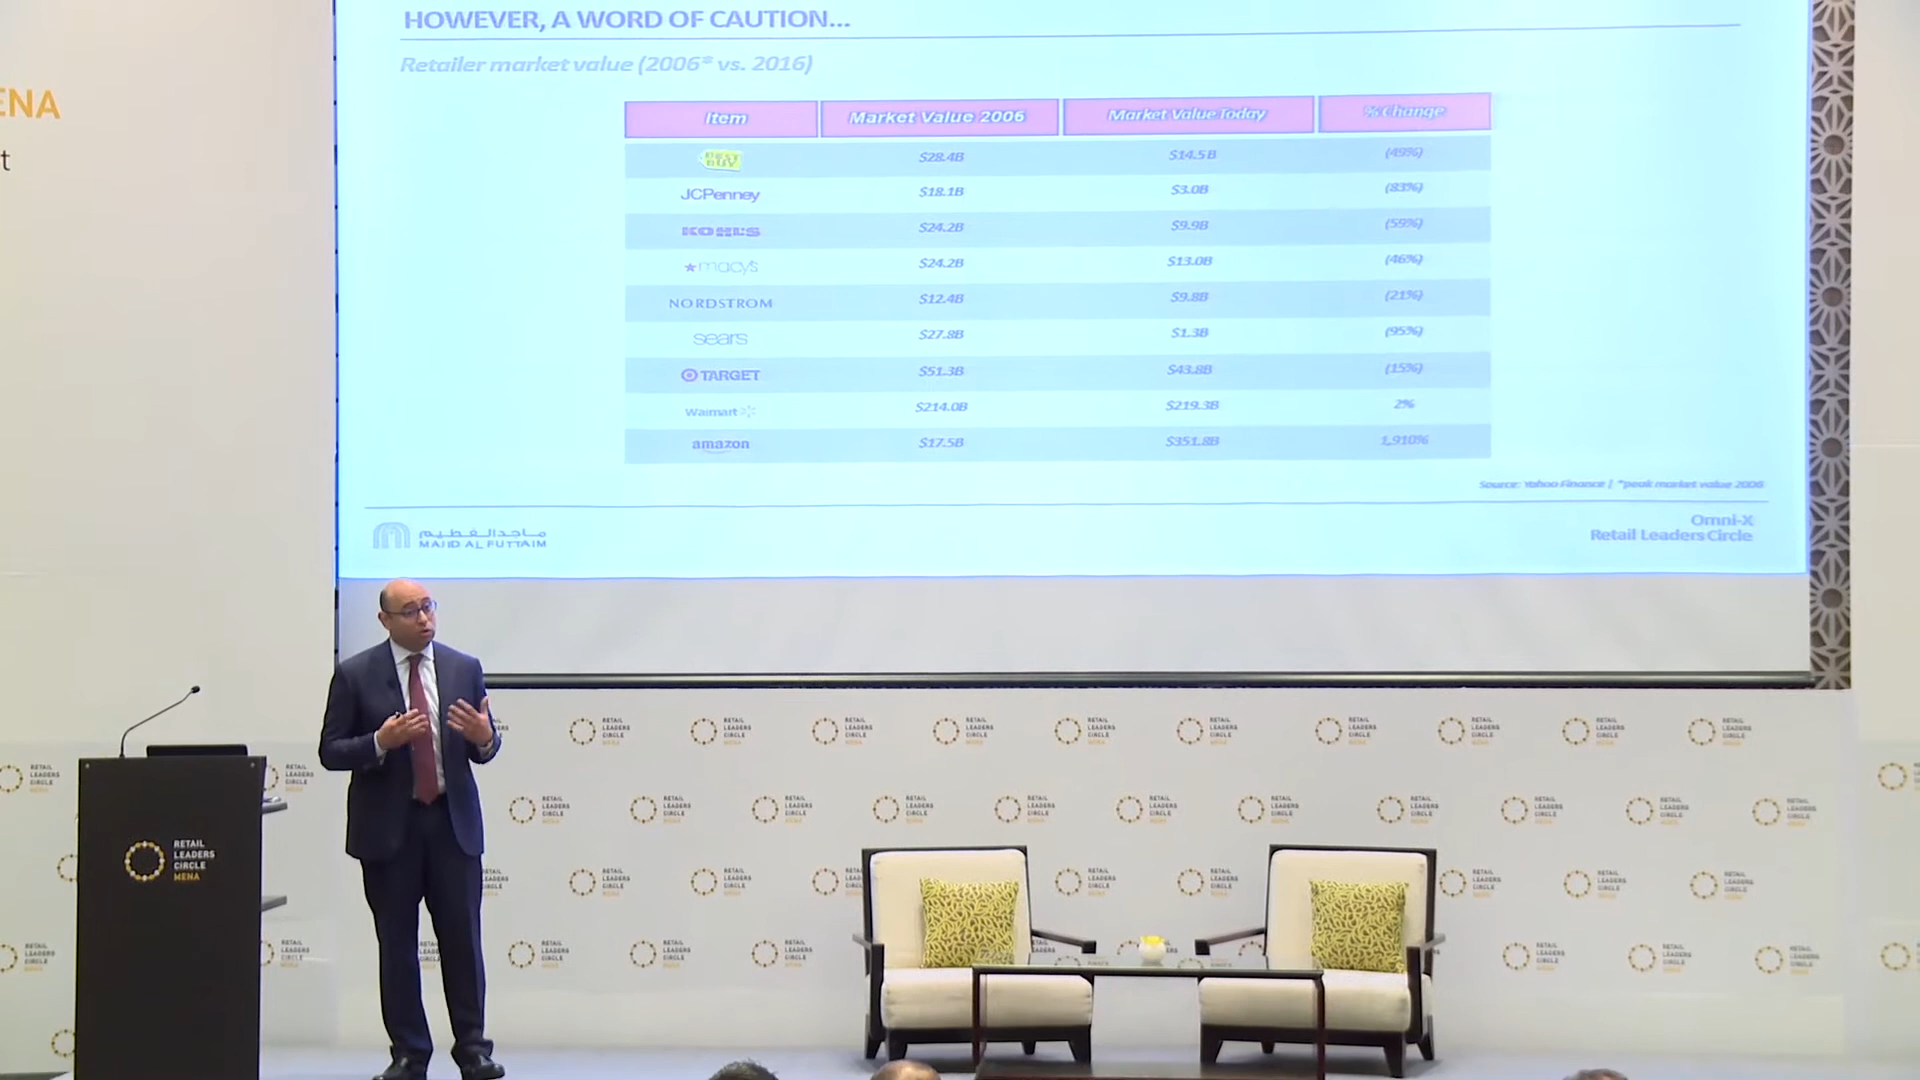 ENA
t
HOWEVER, A WORD OF CAUTION...
Retailer market value (2006* vs. 2016)
Item Market Value 2006 Market Value Today % Change
BEST BUY $28.4B $14.5B (49%)
JCPenney $18.1B $3.0B (83%)
KOHL'S $24.2B $9.9B (59%)
macy's $24.2B $13.0B (46%)
NORDSTROM $12.4B $9.8B (21%)
sears $27.8B $1.3B (95%)
TARGET $51.3B $43.8B (15%)
Walmart $214.0B $219.3B 2%
amazon $17.5B $351.8B 1,910%
Source: Yahoo Finance | *peak market value 2006
ماجد الفطيم
MAJID AL FUTTAIM
Omni-X
Retail Leaders Circle
RETAIL
LEADERS
CIRCLE
MENA